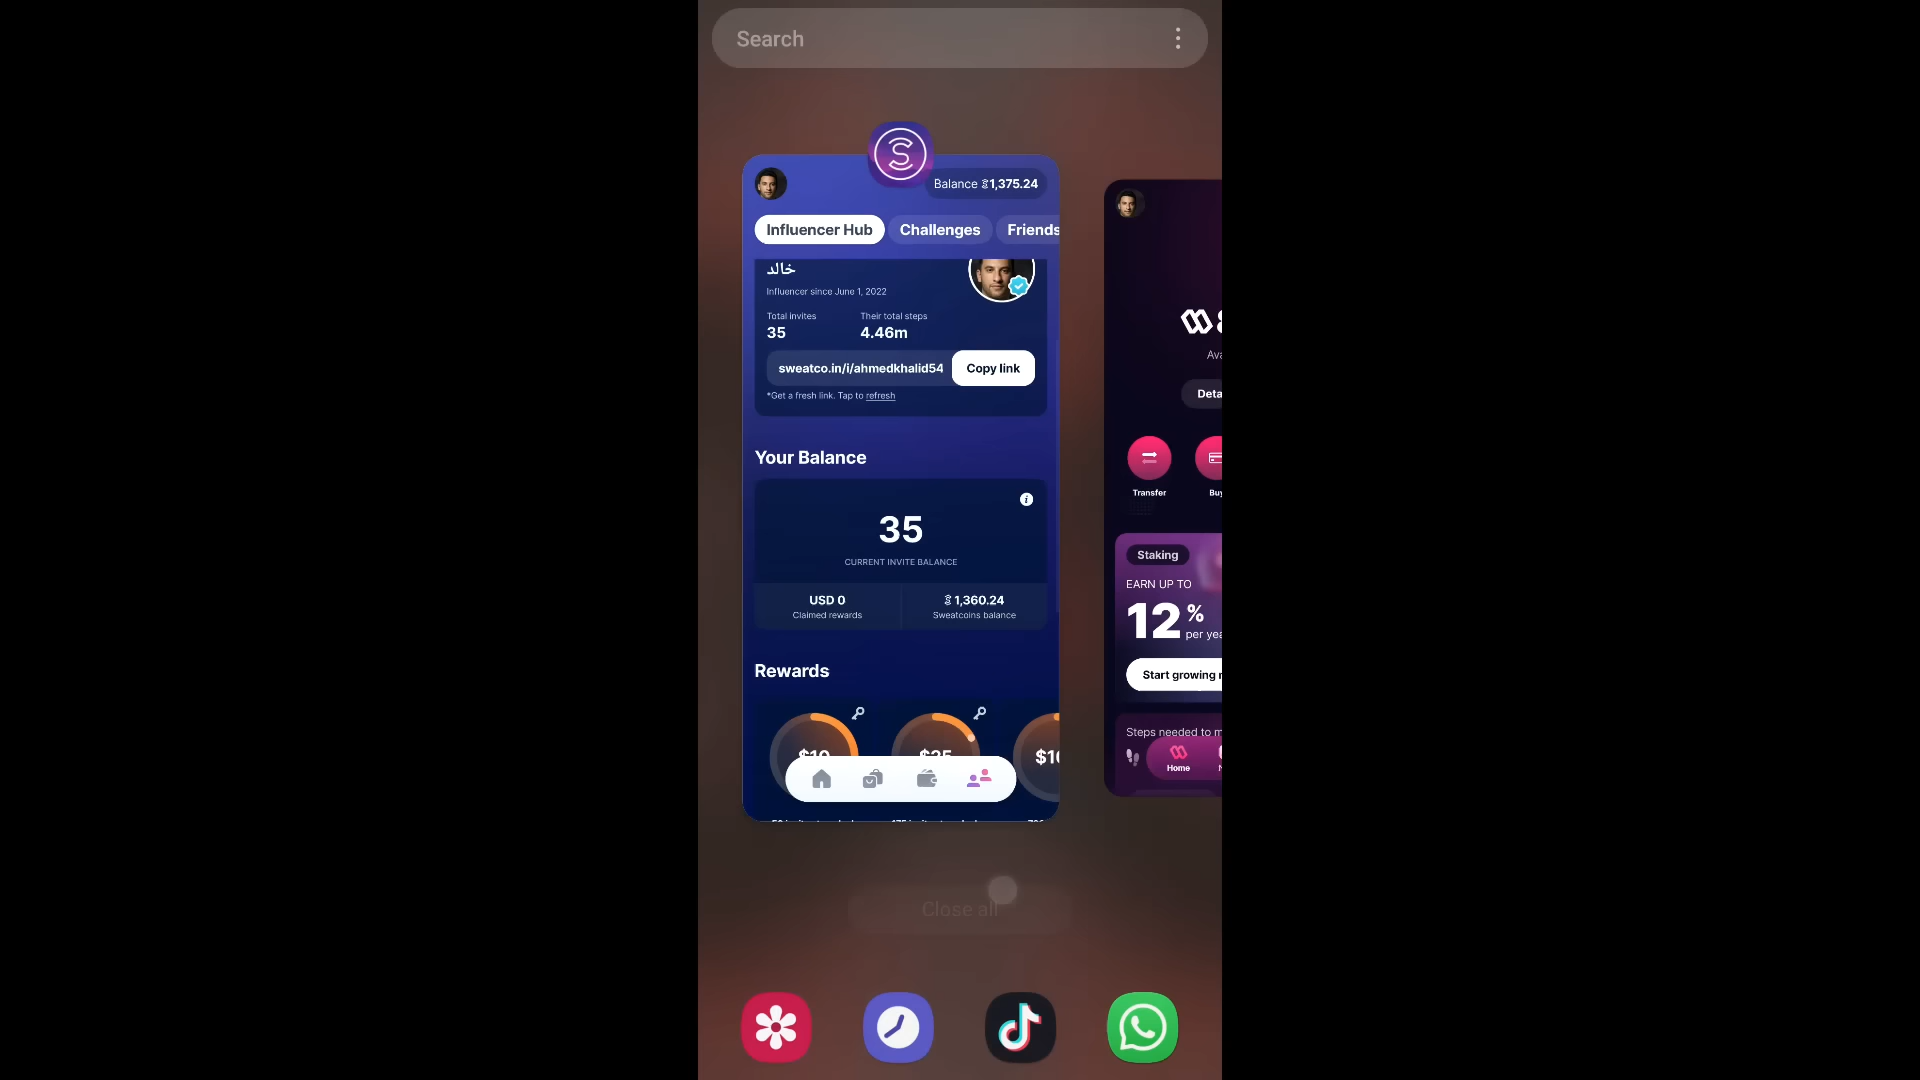 Search
Balance 1,375.24
Influencer Hub
Challenges
Friends
خالد
Influencer since June 1, 2022
Total invites
Their total steps
35
4.46m
sweatco.in/i/ahmedkhalid54
Copy link
*Get a fresh link. Tap to refresh
Your Balance
35
CURRENT INVITE BALANCE
USD 0
1,360.24
Claimed rewards
Sweatcoins balance
Rewards
$10
$25
Close all
Transfer
Buy
Staking
EARN UP TO
12%
Start growing
Steps needed to
Home